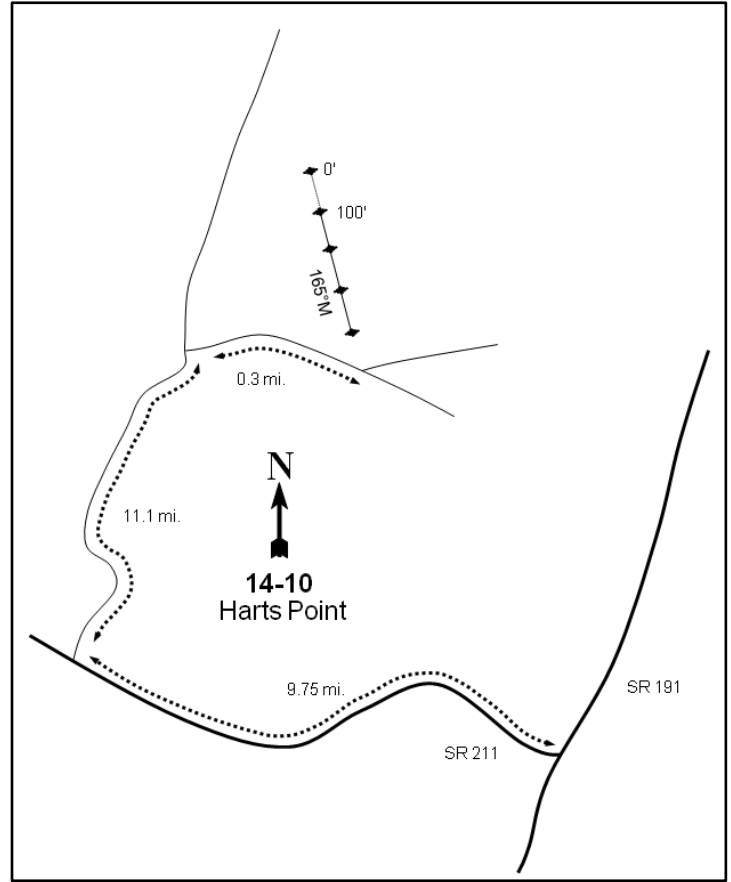 0'
100'
165°M
0.3 mi.
N
11.1 mi.
14-10
Harts Point
9.75 mi.
SR 191
SR 211